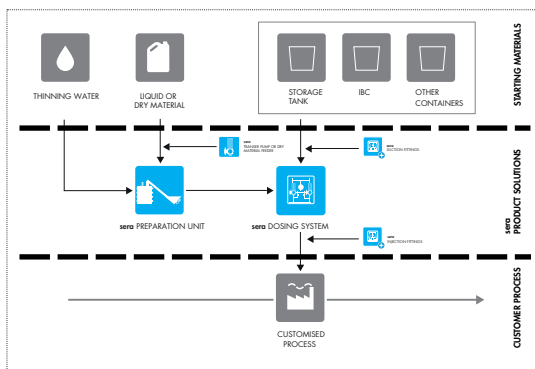 THINNING WATER
LIQUID OR
DRY MATERIAL
STORAGE
TANK
IBC
OTHER
CONTAINERS
STARTING MATERIALS
sera
TRANSFER PUMP OR DRY
MATERIAL FEEDER
sera
SUCTION FITTINGS
sera PREPARATION UNIT
sera DOSING SYSTEM
sera
PRODUCT SOLUTIONS
sera
INJECTION FITTINGS
CUSTOMISED
PROCESS
CUSTOMER PROCESS